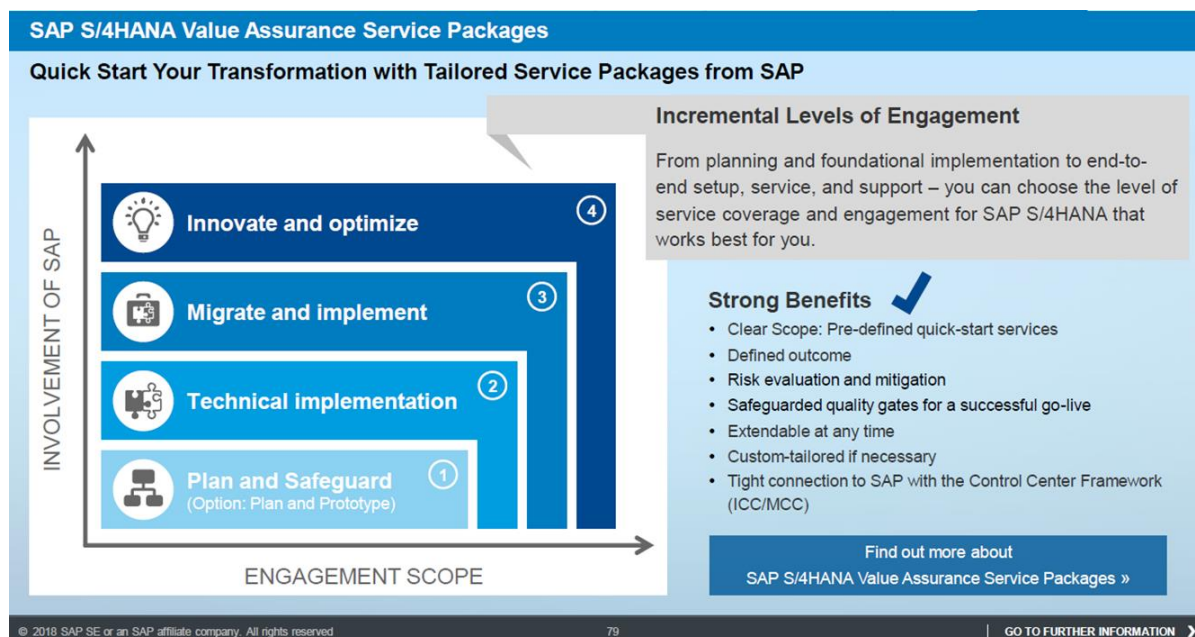 SAP S/4HANA Value Assurance Service Packages
Quick Start Your Transformation with Tailored Service Packages from SAP
Incremental Levels of Engagement
From planning and foundational implementation to end-to-
end setup, service, and support – you can choose the level of
service coverage and engagement for SAP S/4HANA that
works best for you.
INVOLVEMENT OF SAP
Innovate and optimize
4
Migrate and implement
3
Technical implementation
2
Plan and Safeguard
(Option: Plan and Prototype)
1
ENGAGEMENT SCOPE
Strong Benefits
• Clear Scope: Pre-defined quick-start services
• Defined outcome
• Risk evaluation and mitigation
• Safeguarded quality gates for a successful go-live
• Extendable at any time
• Custom-tailored if necessary
• Tight connection to SAP with the Control Center Framework
(ICC/MCC)
Find out more about
SAP S/4HANA Value Assurance Service Packages »
© 2018 SAP SE or an SAP affiliate company. All rights reserved
79
GO TO FURTHER INFORMATION